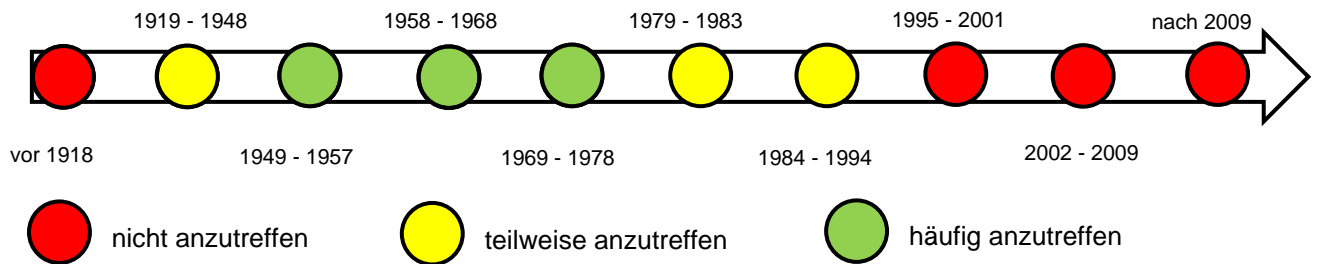 1919 - 1948 1958 - 1968 1979 - 1983 1995 - 2001 nach 2009
vor 1918 1949 - 1957 1969 - 1978 1984 - 1994 2002 - 2009
nicht anzutreffen teilweise anzutreffen häufig anzutreffen